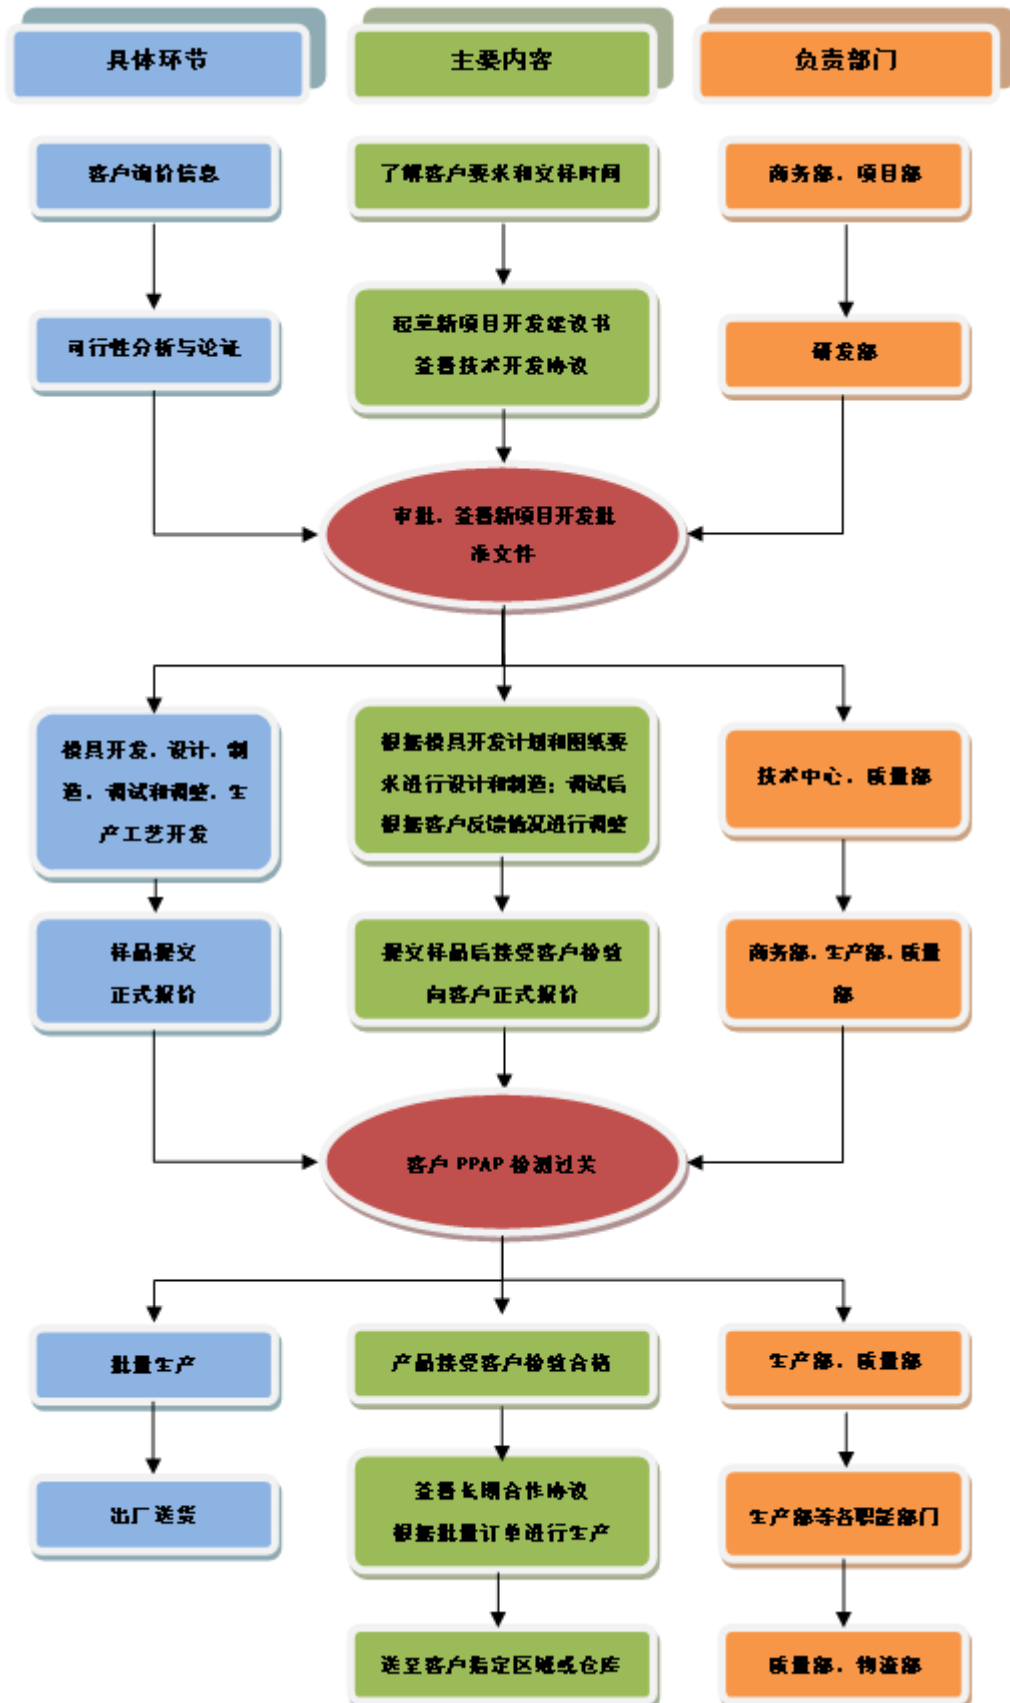 具体环节
主要内容
负责部门
客户询价信息
了解客户要求和交样时间
商务部、项目部
可行性分析与论证
起草新项目开发建议书
签署技术开发协议
研发部
审批、签署新项目开发批
准文件
模具开发、设计、制
造、调试和调整、生
产工艺开发
根据模具开发计划和图纸要
求进行设计和制造；调试后
根据客户反馈情况进行调整
技术中心、质量部
样品提交
正式报价
提交样品后接受客户检验
向客户正式报价
商务部、生产部、质量
部
客户 PPAP 检测过关
批量生产
产品接受客户检验合格
生产部、质量部
出厂送货
签署长期合作协议
根据批量订单进行生产
生产部等各职能部门
送至客户指定区域或仓库
质量部、物流部